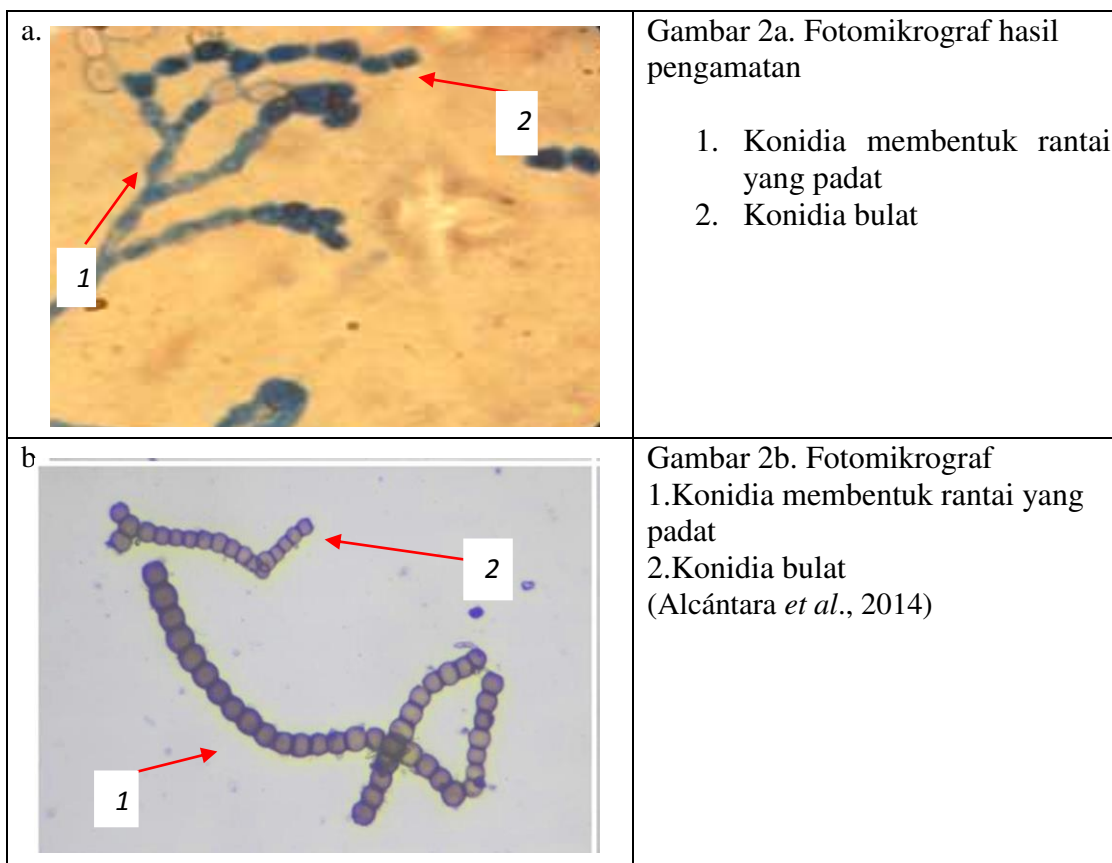 a.
2
1
Gambar 2a. Fotomikrograf hasil
pengamatan
1. Konidia membentuk rantai
yang padat
2. Konidia bulat
b.
2
1
Gambar 2b. Fotomikrograf
1.Konidia membentuk rantai yang
padat
2.Konidia bulat
(Alcántara et al., 2014)